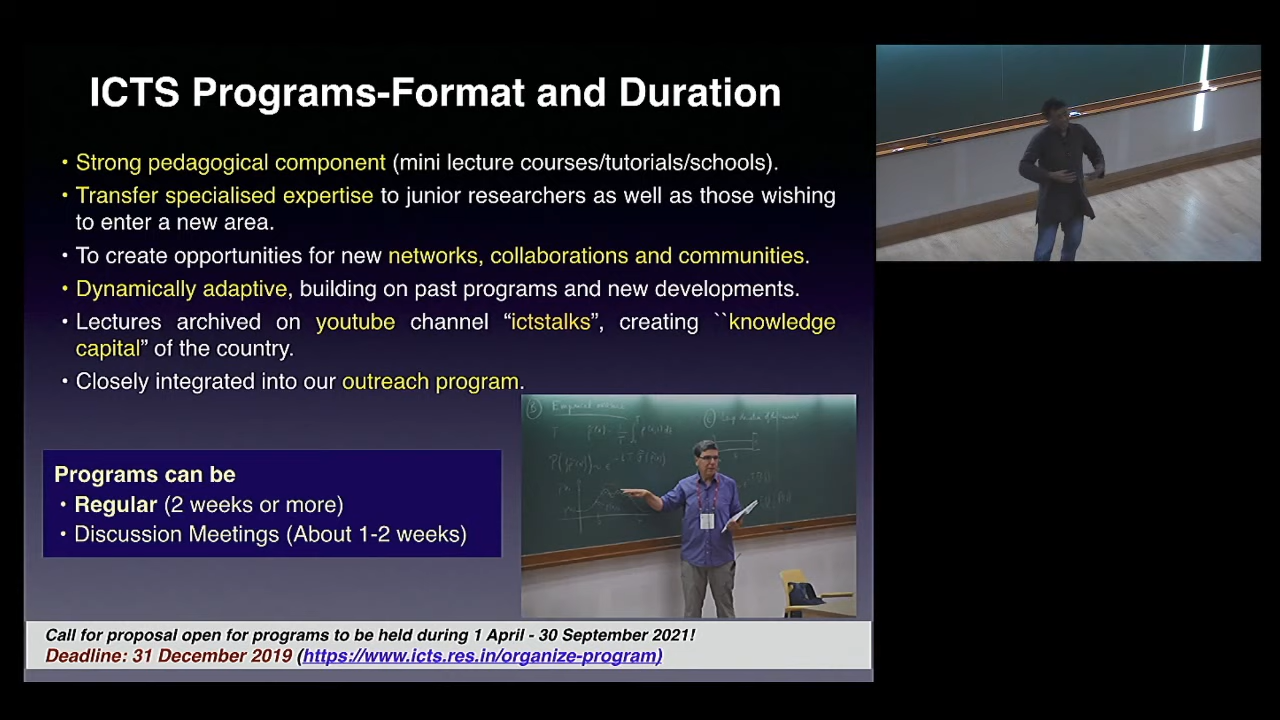 ICTS Programs-Format and Duration
• Strong pedagogical component (mini lecture courses/tutorials/schools).
• Transfer specialised expertise to junior researchers as well as those wishing
to enter a new area.
• To create opportunities for new networks, collaborations and communities.
• Dynamically adaptive, building on past programs and new developments.
• Lectures archived on youtube channel “ictstalks”, creating ``knowledge
capital” of the country.
• Closely integrated into our outreach program.
Programs can be
• Regular (2 weeks or more)
• Discussion Meetings (About 1-2 weeks)
Call for proposal open for programs to be held during 1 April - 30 September 2021!
Deadline: 31 December 2019 (https://www.icts.res.in/organize-program)